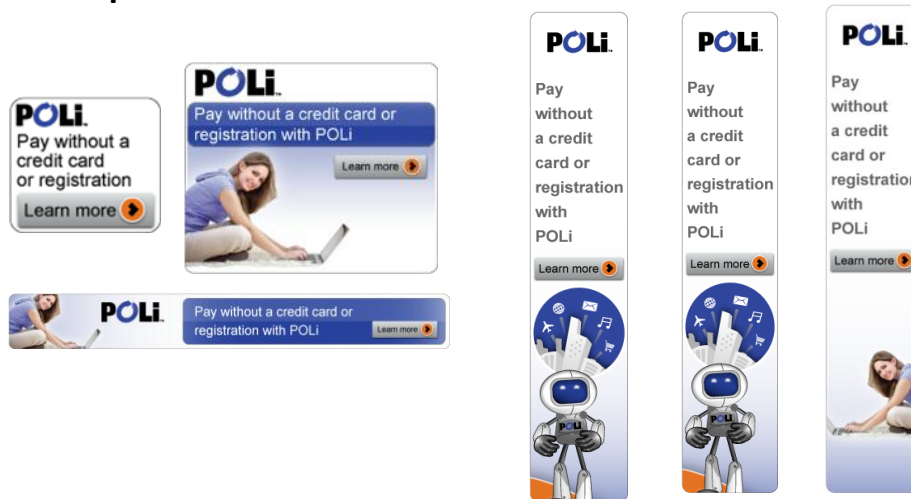 POLi
Pay without a
credit card
or registration
Learn more
POLi
Pay without a credit card or
registration with POLi
Learn more
POLi
Pay without a credit card or
registration with POLi
Learn more
POLi
Pay
without
a credit
card or
registration
with
POLi
Learn more
POLi
POLi
Pay
without
a credit
card or
registration
with
POLi
Learn more
POLi
POLi
Pay
without
a credit
card or
registration
with
POLi
Learn more